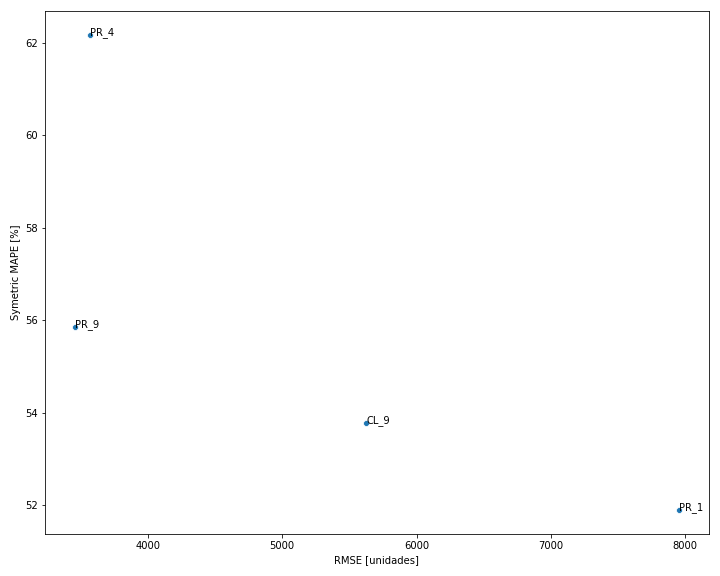 PR_4
62
60
58
Symetric MAPE [%]
56
PR_9
54
CL_9
52
PR_1
4000 5000 6000 7000 8000
RMSE [unidades]